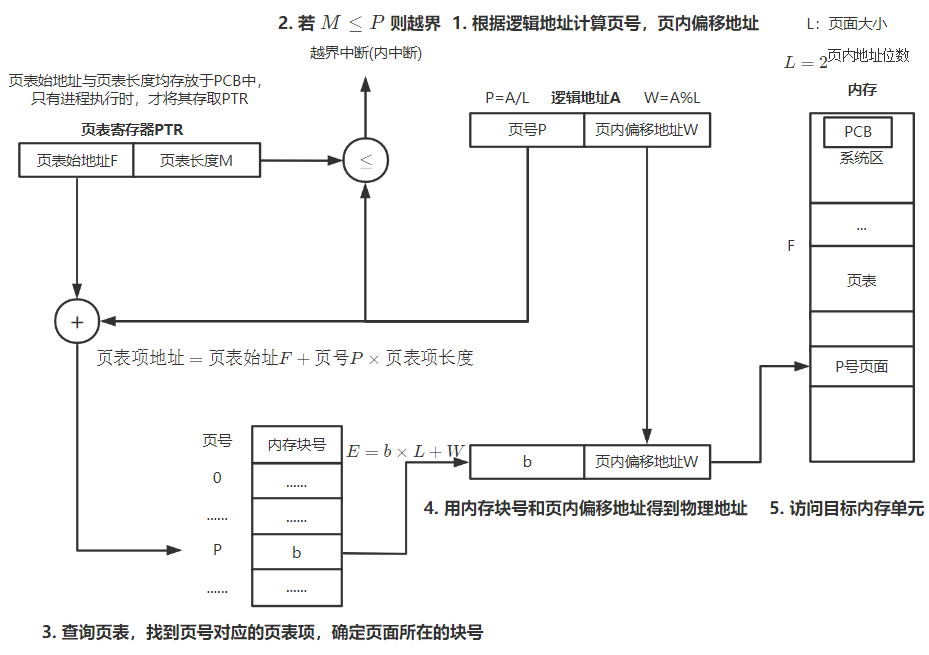 2. 若 M ≤ P 则越界
1. 根据逻辑地址计算页号，页内偏移地址
L：页面大小
越界中断(内中断)
L = 2^页内地址位数
页表始地址与页表长度均存放于PCB中，
只有进程执行时，才将其存取PTR
P=A/L
逻辑地址A
W=A%L
内存
页表寄存器PTR
页号P
页内偏移地址W
PCB
系统区
页表始地址F
页表长度M
≤
...
F
页表
+
页表项地址 = 页表始址F + 页号P × 页表项长度
P号页面
页号
内存块号
E = b × L + W
b
页内偏移地址W
0
......
......
......
P
b
......
......
4. 用内存块号和页内偏移地址得到物理地址
5. 访问目标内存单元
3. 查询页表，找到页号对应的页表项，确定页面所在的块号